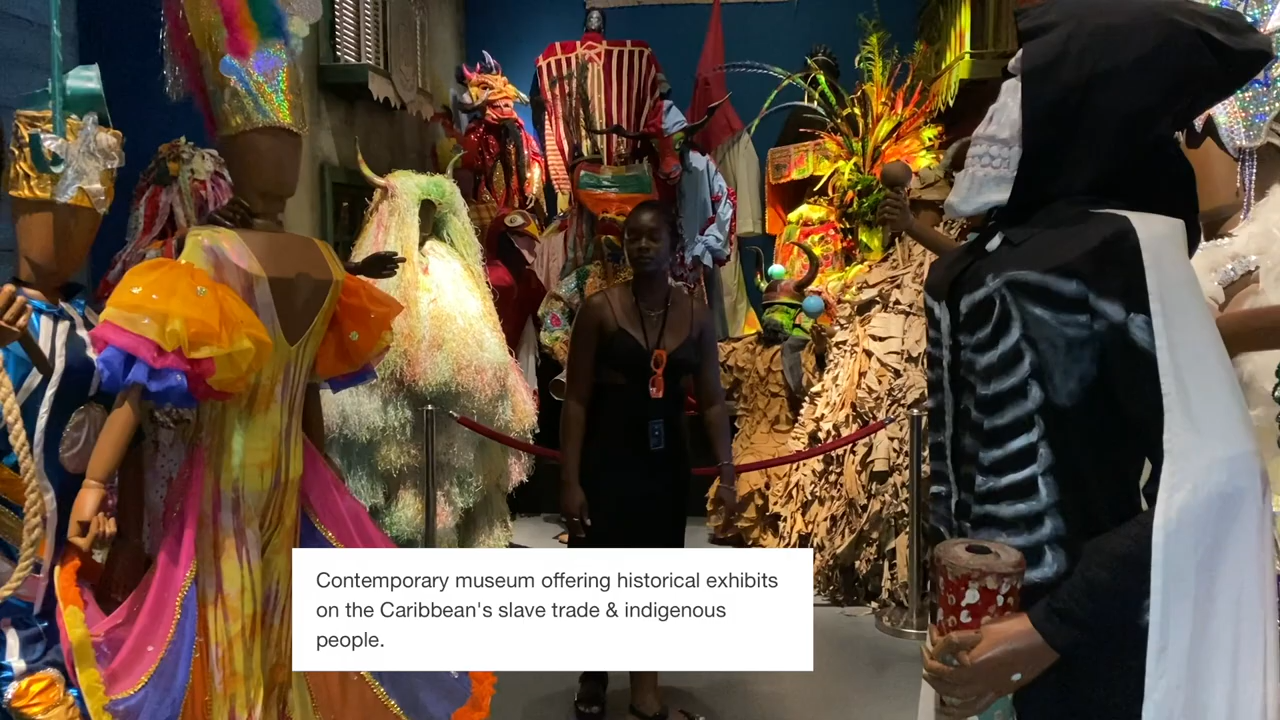 Contemporary museum offering historical exhibits
on the Caribbean's slave trade & indigenous
people.